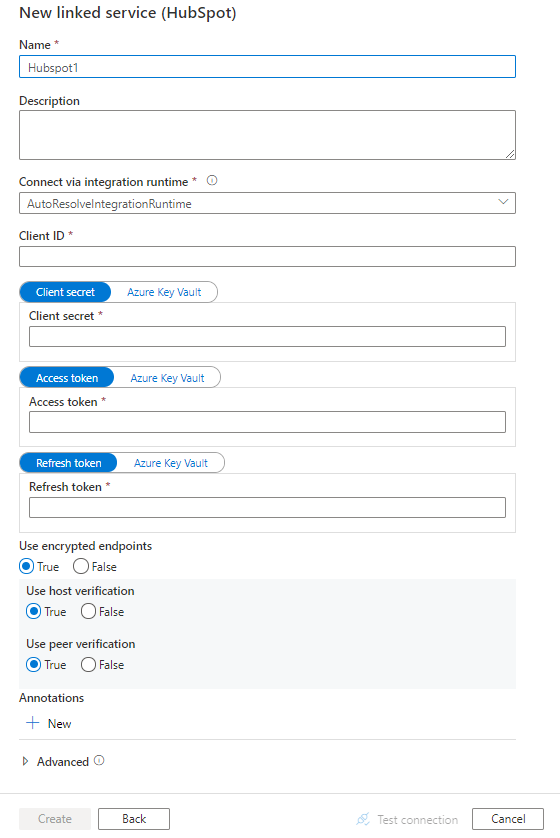 New linked service (HubSpot)
Name *
Hubspot1
Description
Connect via integration runtime *
AutoResolveIntegrationRuntime
Client ID *
Client secret Azure Key Vault
Client secret *
Access token Azure Key Vault
Access token *
Refresh token Azure Key Vault
Refresh token *
Use encrypted endpoints
True False
Use host verification
True False
Use peer verification
True False
Annotations
New
Advanced
Create Back Test connection Cancel